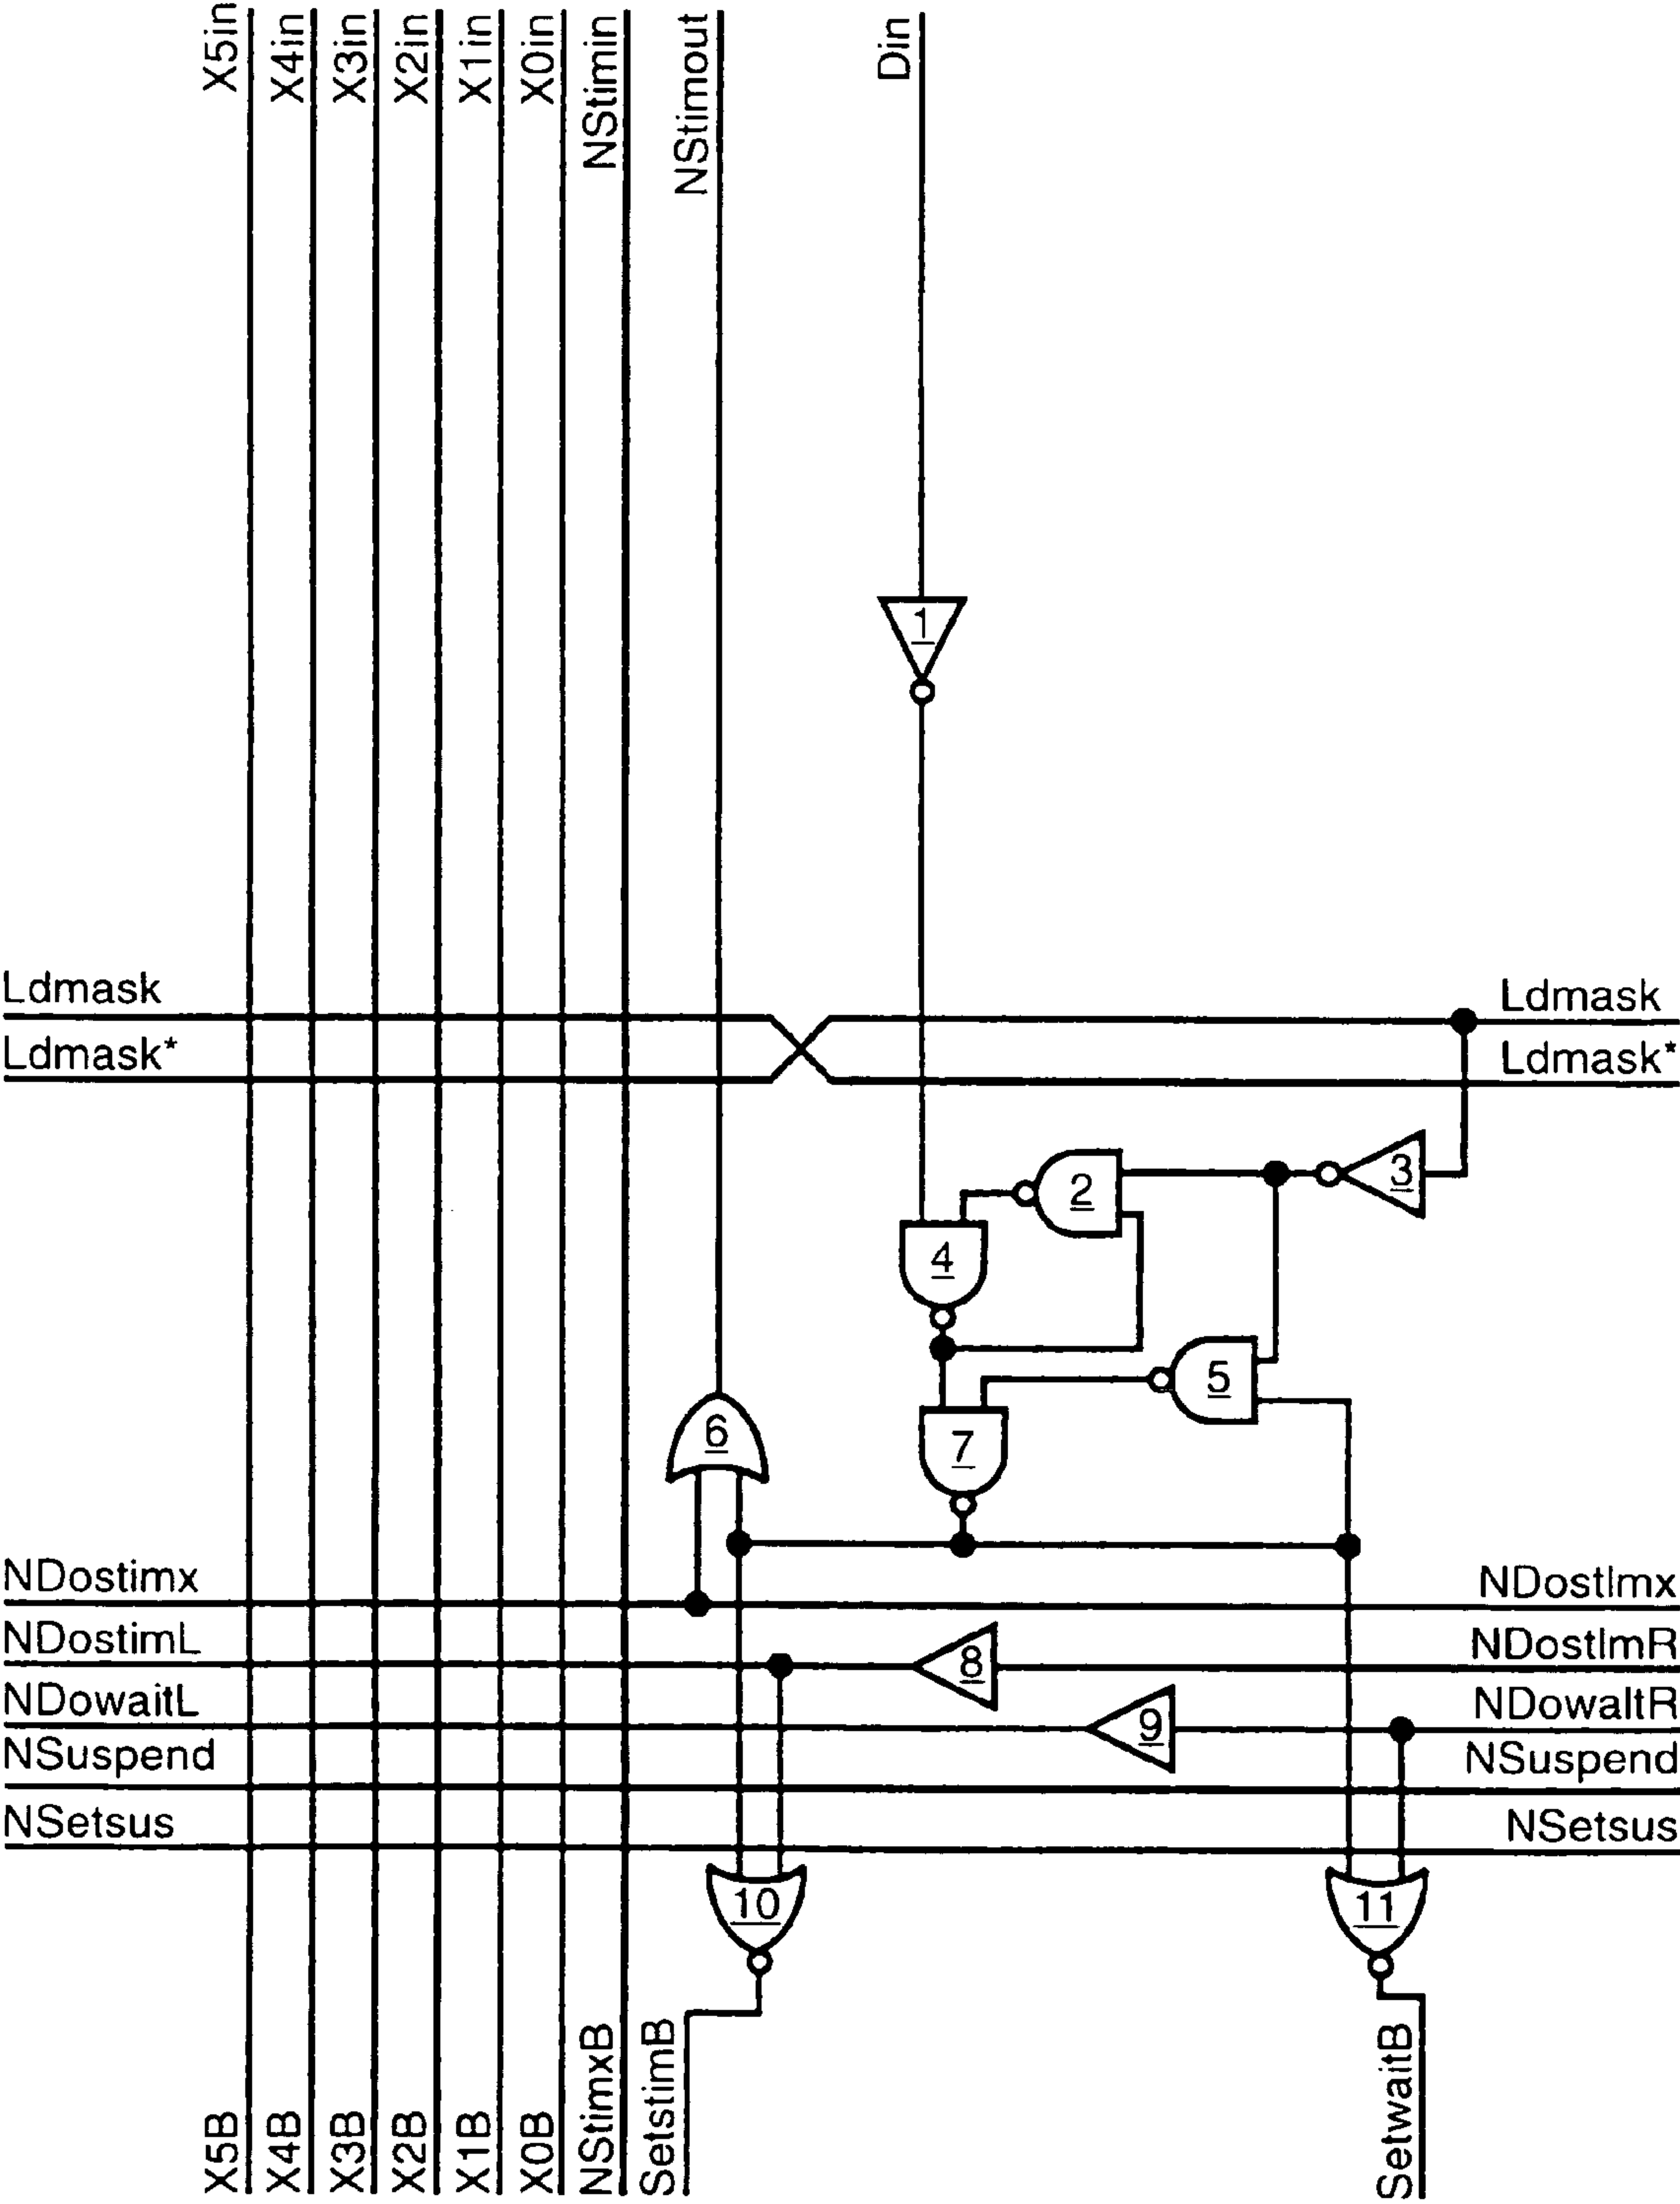 X5in
X4in
X3in
X2in
X1in
X0in
NStimin
NStimout
Din
1
Ldmask
Ldmask
Ldmask*
Ldmask*
3
2
4
5
6
7
NDostimx
NDostImx
NDostimL
8
NDostImR
NDowaitL
9
NDowaItR
NSuspend
NSuspend
NSetsus
NSetsus
10
11
X5B
X4B
X3B
X2B
X1B
X0B
NStimxB
SetstimB
SetwaitB